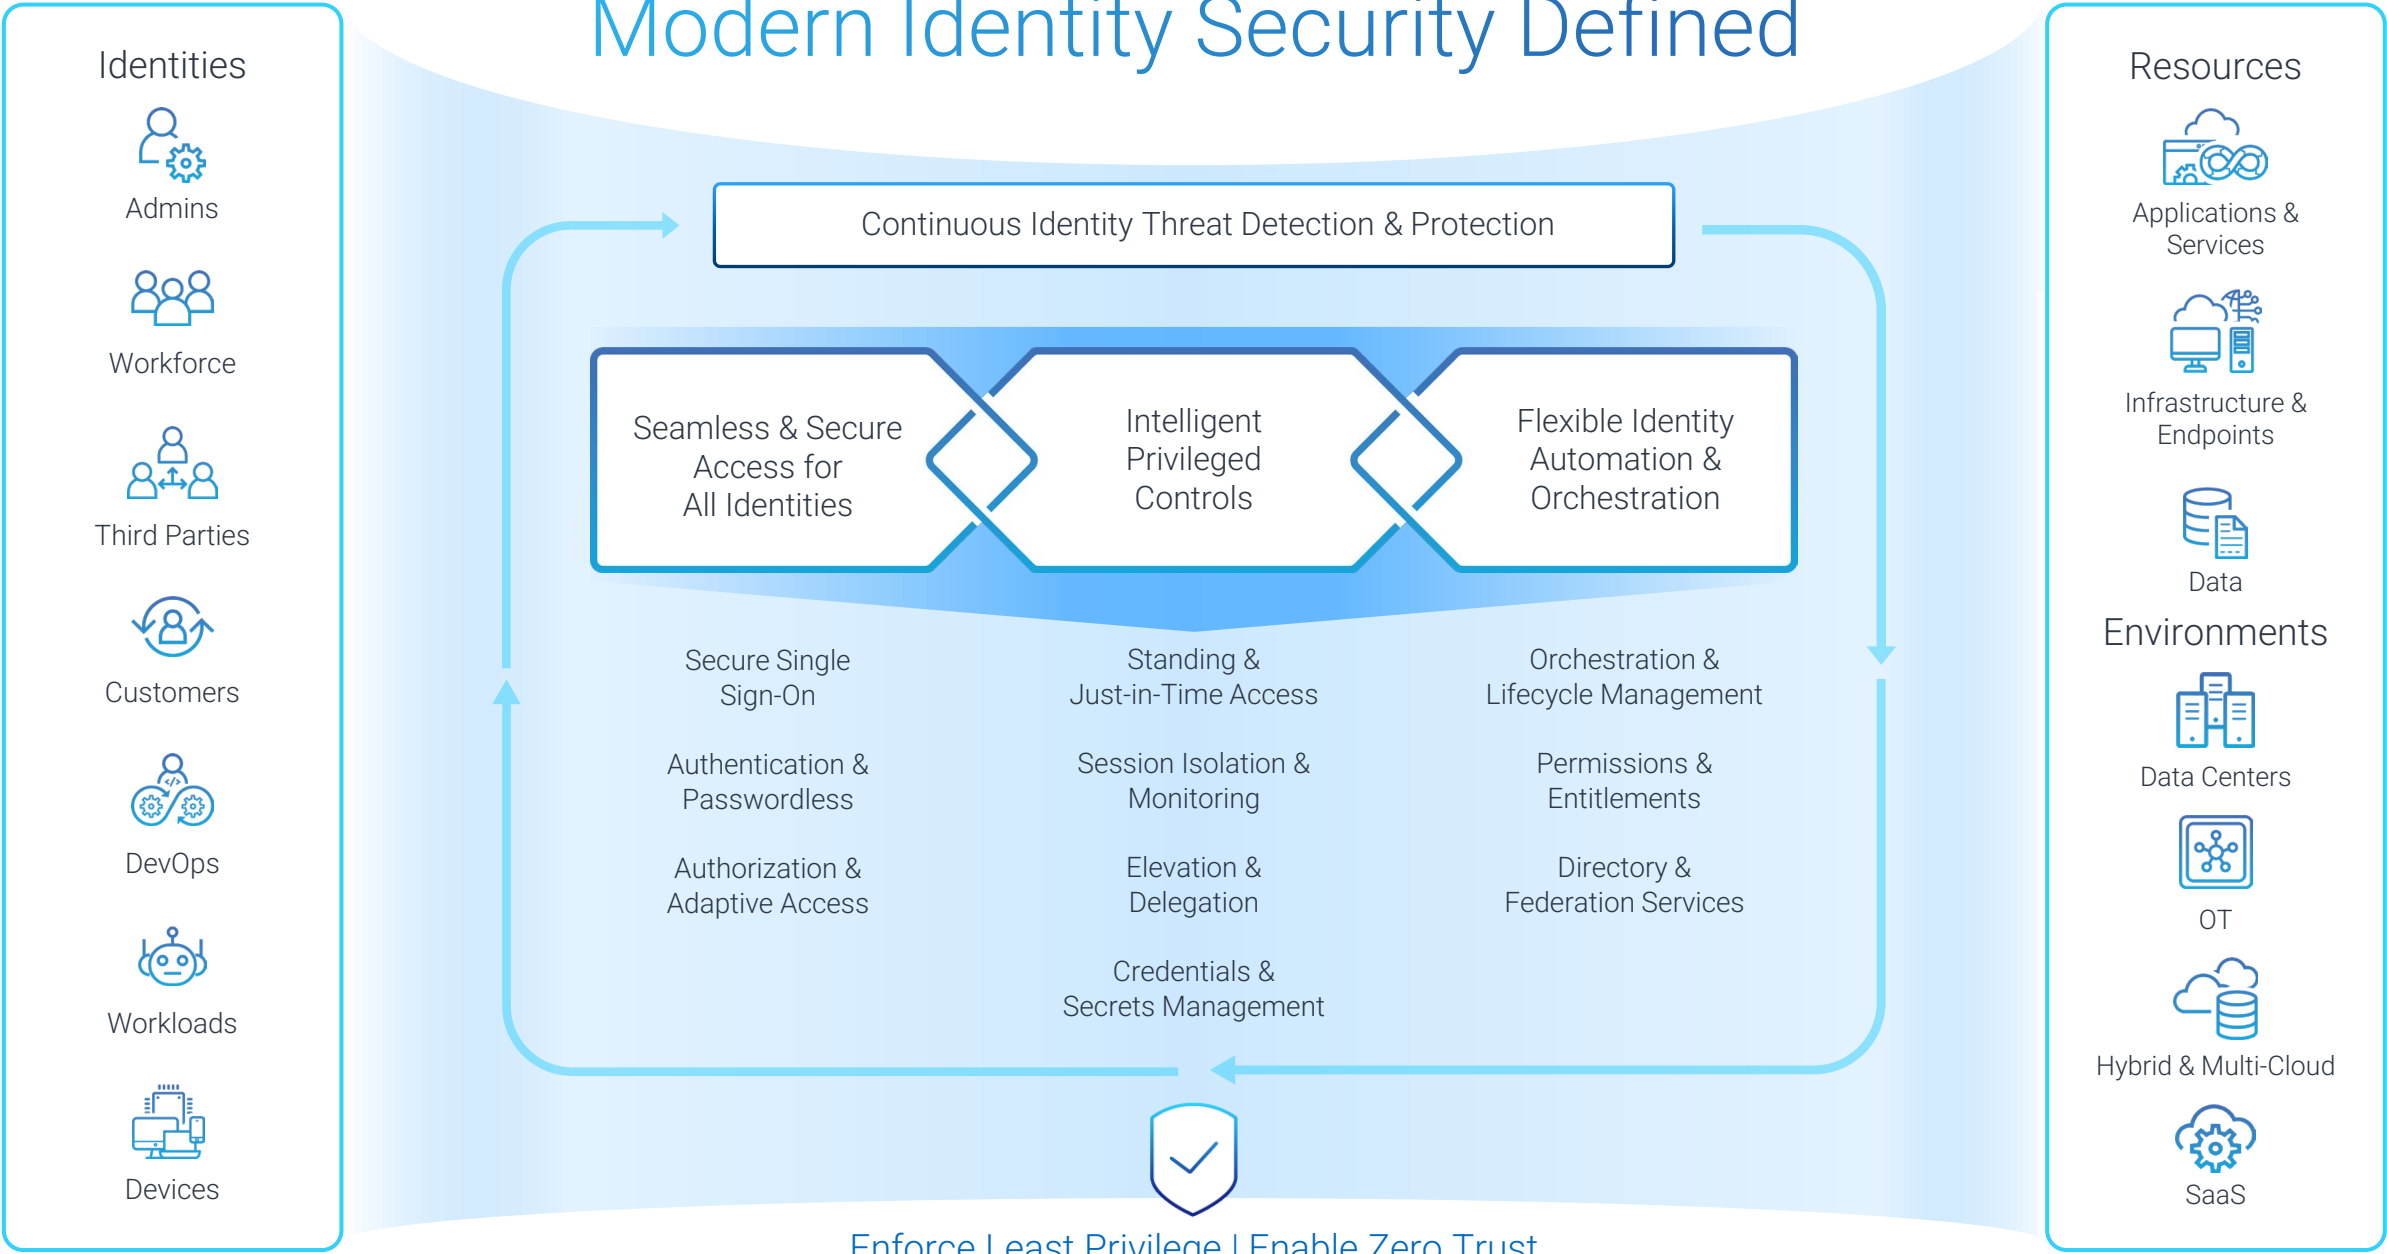 Modern Identity Security Defined
Identities
Admins
Workforce
Third Parties
Customers
DevOps
Workloads
Devices
Continuous Identity Threat Detection & Protection
Seamless & Secure
Access for
All Identities
Intelligent
Privileged
Controls
Flexible Identity
Automation &
Orchestration
Secure Single
Sign-On
Authentication &
Passwordless
Authorization &
Adaptive Access
Standing &
Just-in-Time Access
Session Isolation &
Monitoring
Elevation &
Delegation
Credentials &
Secrets Management
Orchestration &
Lifecycle Management
Permissions &
Entitlements
Directory &
Federation Services
Enforce Least Privilege | Enable Zero Trust
Resources
Applications &
Services
Infrastructure &
Endpoints
Data
Environments
Data Centers
OT
Hybrid & Multi-Cloud
SaaS